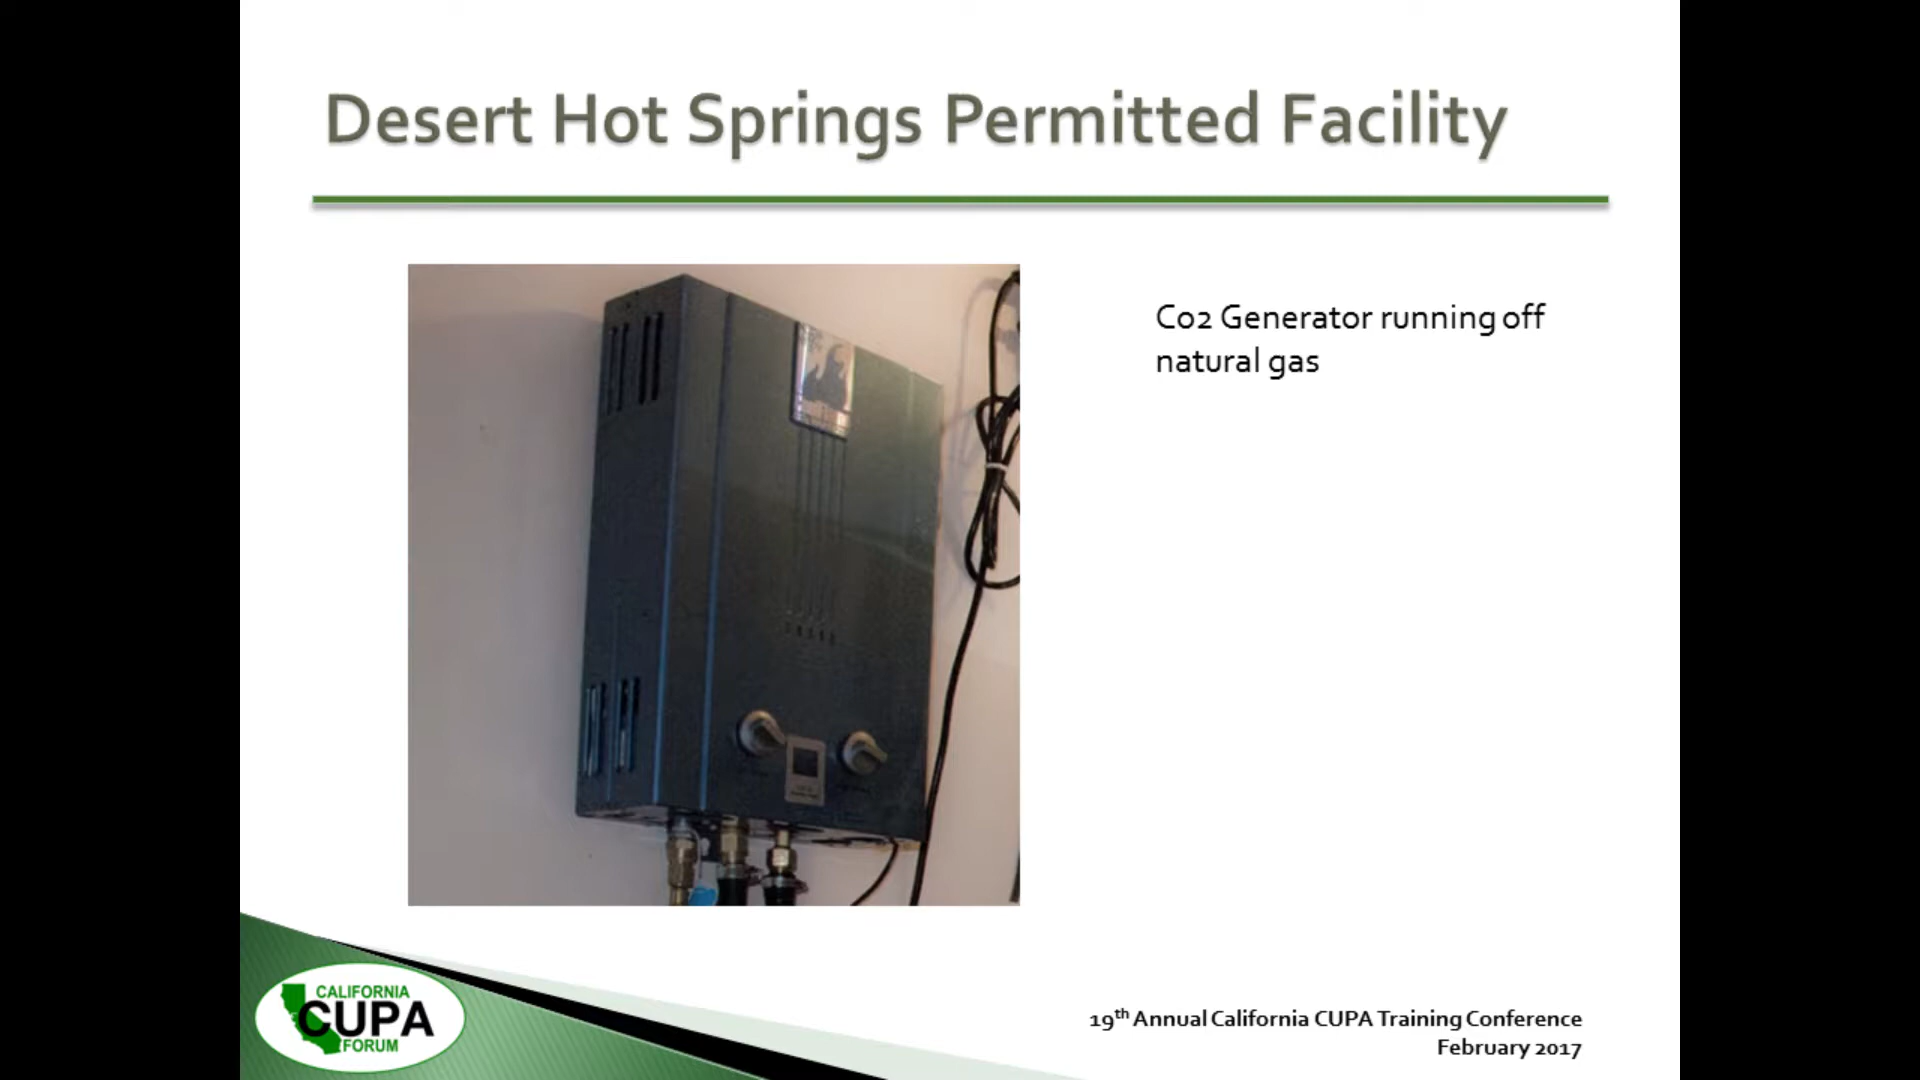 Desert Hot Springs Permitted Facility
Co2 Generator running off
natural gas
CALIFORNIA
CUPA
FORUM
19th Annual California CUPA Training Conference
February 2017